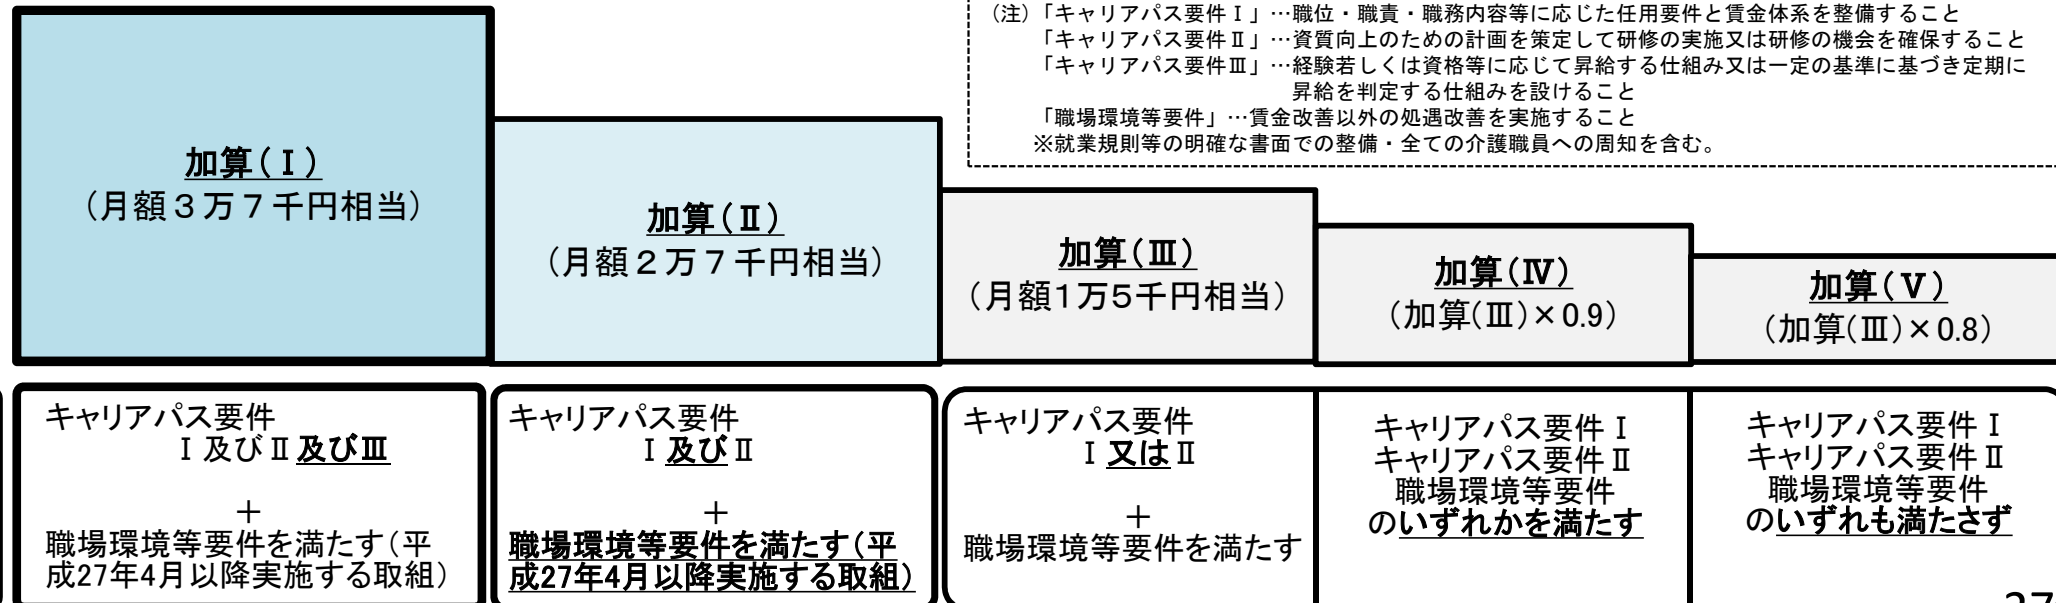 (注)「キャリアパス要件Ⅰ」…職位・職責・職務内容等に応じた任用要件と賃金体系を整備すること
「キャリアパス要件Ⅱ」…資質向上のための計画を策定して研修の実施又は研修の機会を確保すること
「キャリアパス要件Ⅲ」…経験若しくは資格等に応じて昇給する仕組み又は一定の基準に基づき定期に
昇給を判定する仕組みを設けること
「職場環境等要件」…賃金改善以外の処遇改善を実施すること
※就業規則等の明確な書面での整備・全ての介護職員への周知を含む。
加算(Ⅰ)
(月額3万7千円相当)
加算(Ⅱ)
(月額2万7千円相当)
加算(Ⅲ)
(月額1万5千円相当)
加算(Ⅳ)
(加算(Ⅲ)×0.9)
加算(Ⅴ)
(加算(Ⅲ)×0.8)
キャリアパス要件
Ⅰ及びⅡ及びⅢ
+
職場環境等要件を満たす(平
成27年4月以降実施する取組)
キャリアパス要件
Ⅰ及びⅡ
+
職場環境等要件を満たす(平
成27年4月以降実施する取組)
キャリアパス要件
Ⅰ又はⅡ
+
職場環境等要件を満たす
キャリアパス要件Ⅰ
キャリアパス要件Ⅱ
職場環境等要件
のいずれかを満たす
キャリアパス要件Ⅰ
キャリアパス要件Ⅱ
職場環境等要件
のいずれも満たさず